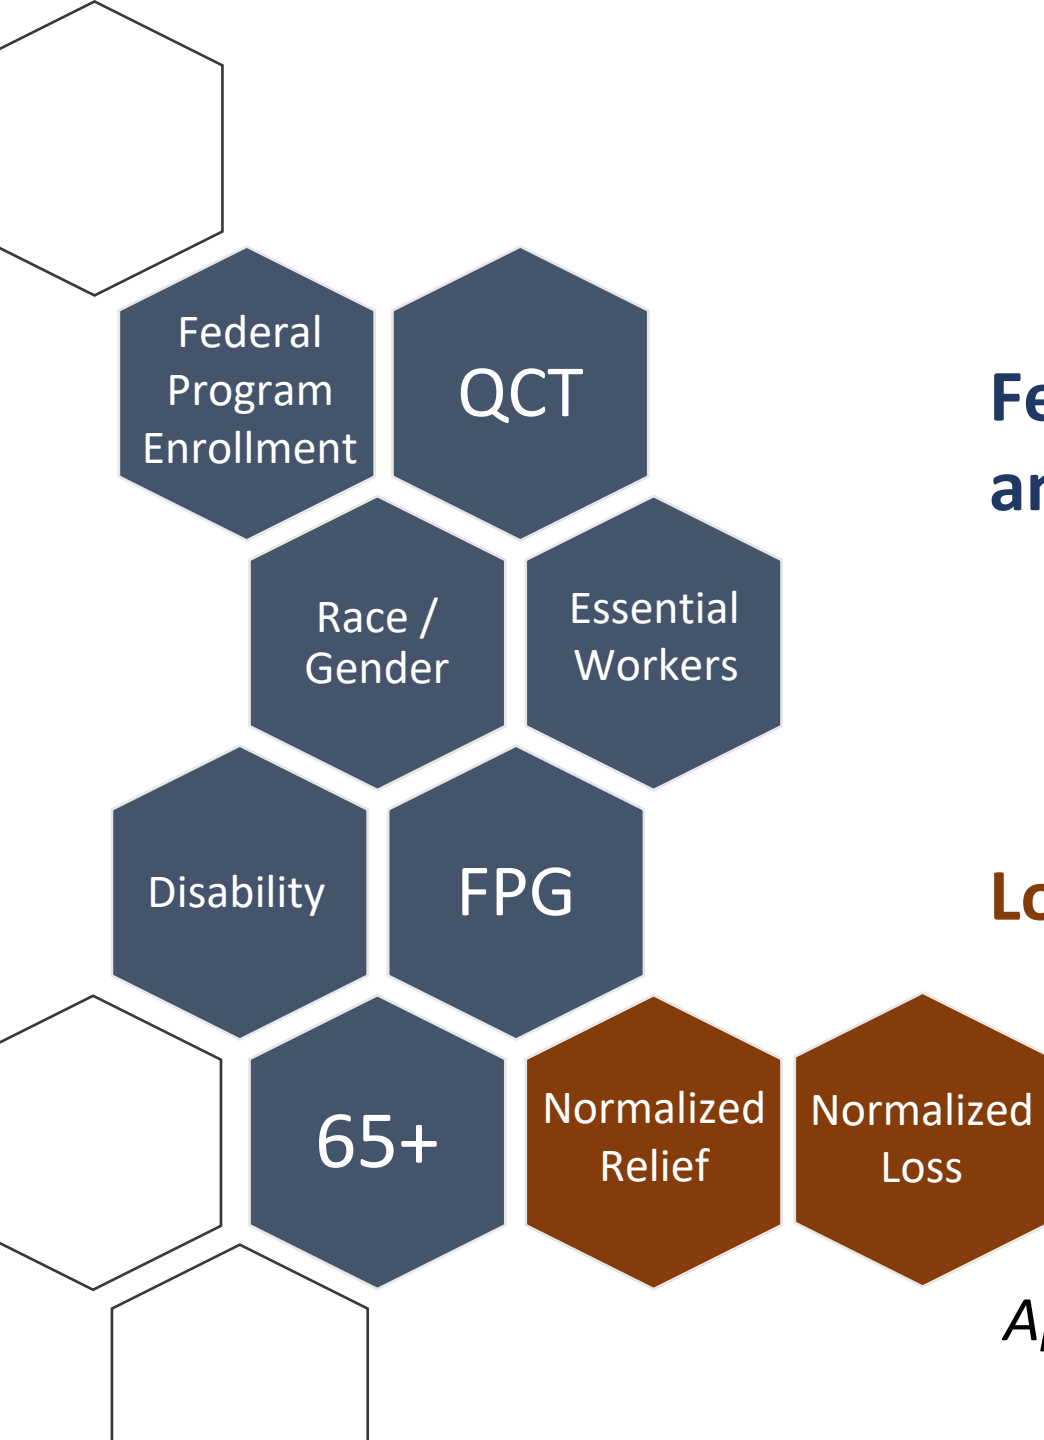 Federal
Program
Enrollment
QCT
Race /
Gender
Essential
Workers
Disability
FPG
65+
Normalized
Relief
Normalized
Loss